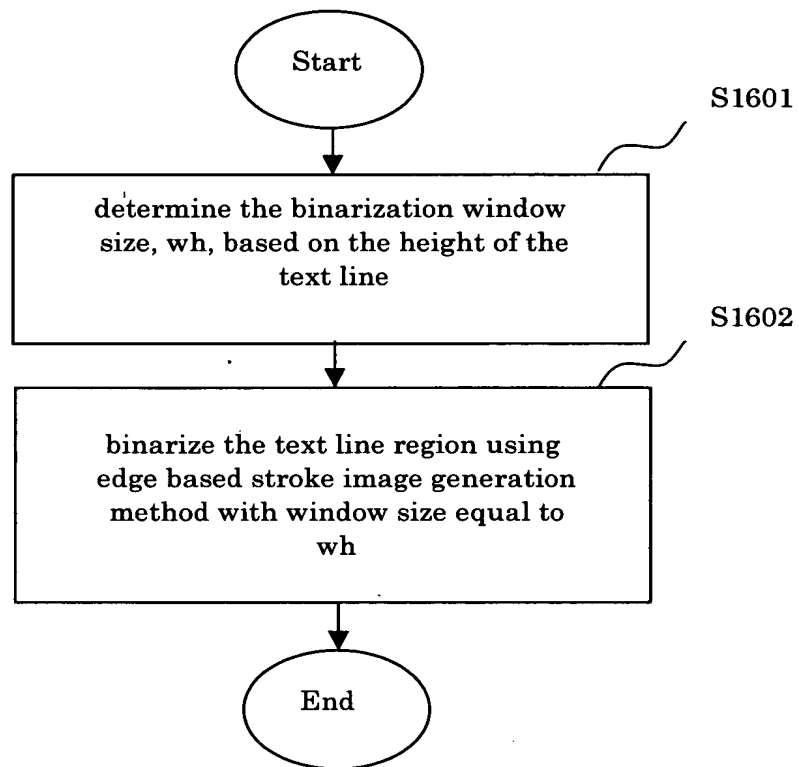 Start
S1601
determine the binarization window
size, wh, based on the height of the
text line
S1602
binarize the text line region using
edge based stroke image generation
method with window size equal to
wh
End